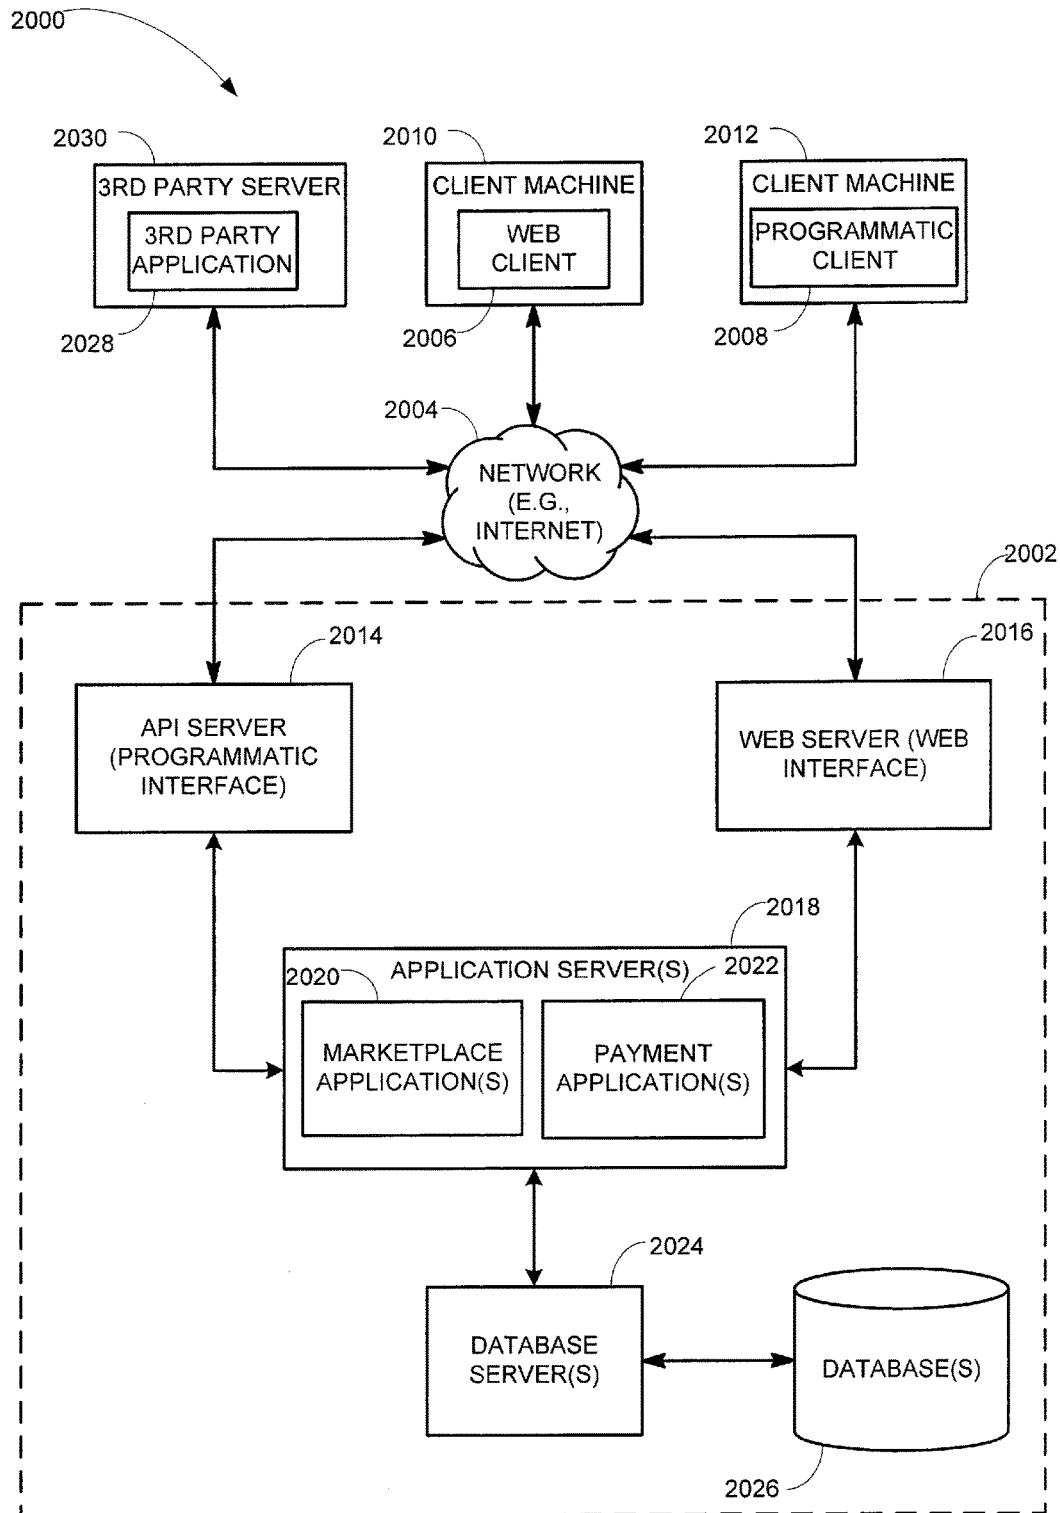 2000
2030
2010
2012
3RD PARTY SERVER
3RD PARTY
APPLICATION
2028
CLIENT MACHINE
WEB
CLIENT
2006
CLIENT MACHINE
PROGRAMMATIC
CLIENT
2008
2004
NETWORK
(E.G.,
INTERNET)
2002
2014
2016
API SERVER
(PROGRAMMATIC
INTERFACE)
WEB SERVER (WEB
INTERFACE)
2018
APPLICATION SERVER(S)
2020
2022
MARKETPLACE
APPLICATION(S)
PAYMENT
APPLICATION(S)
2024
DATABASE
SERVER(S)
DATABASE(S)
2026